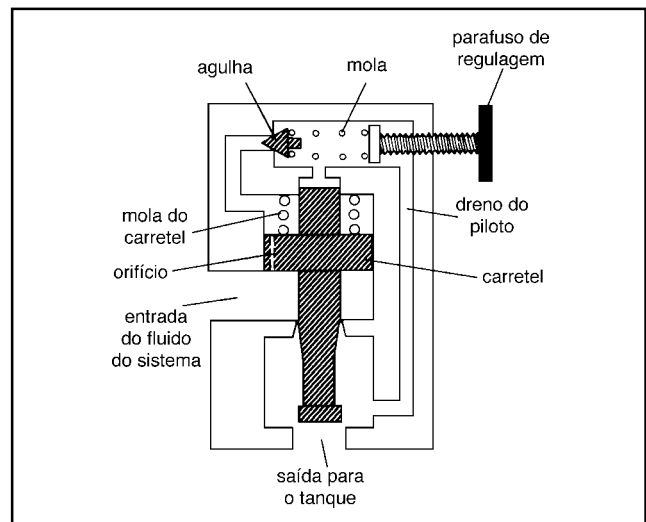 parafuso de
regulagem
agulha
mola
mola do
carretel
dreno do
piloto
orifício
carretel
entrada
do fluido
do sistema
saída para
o tanque